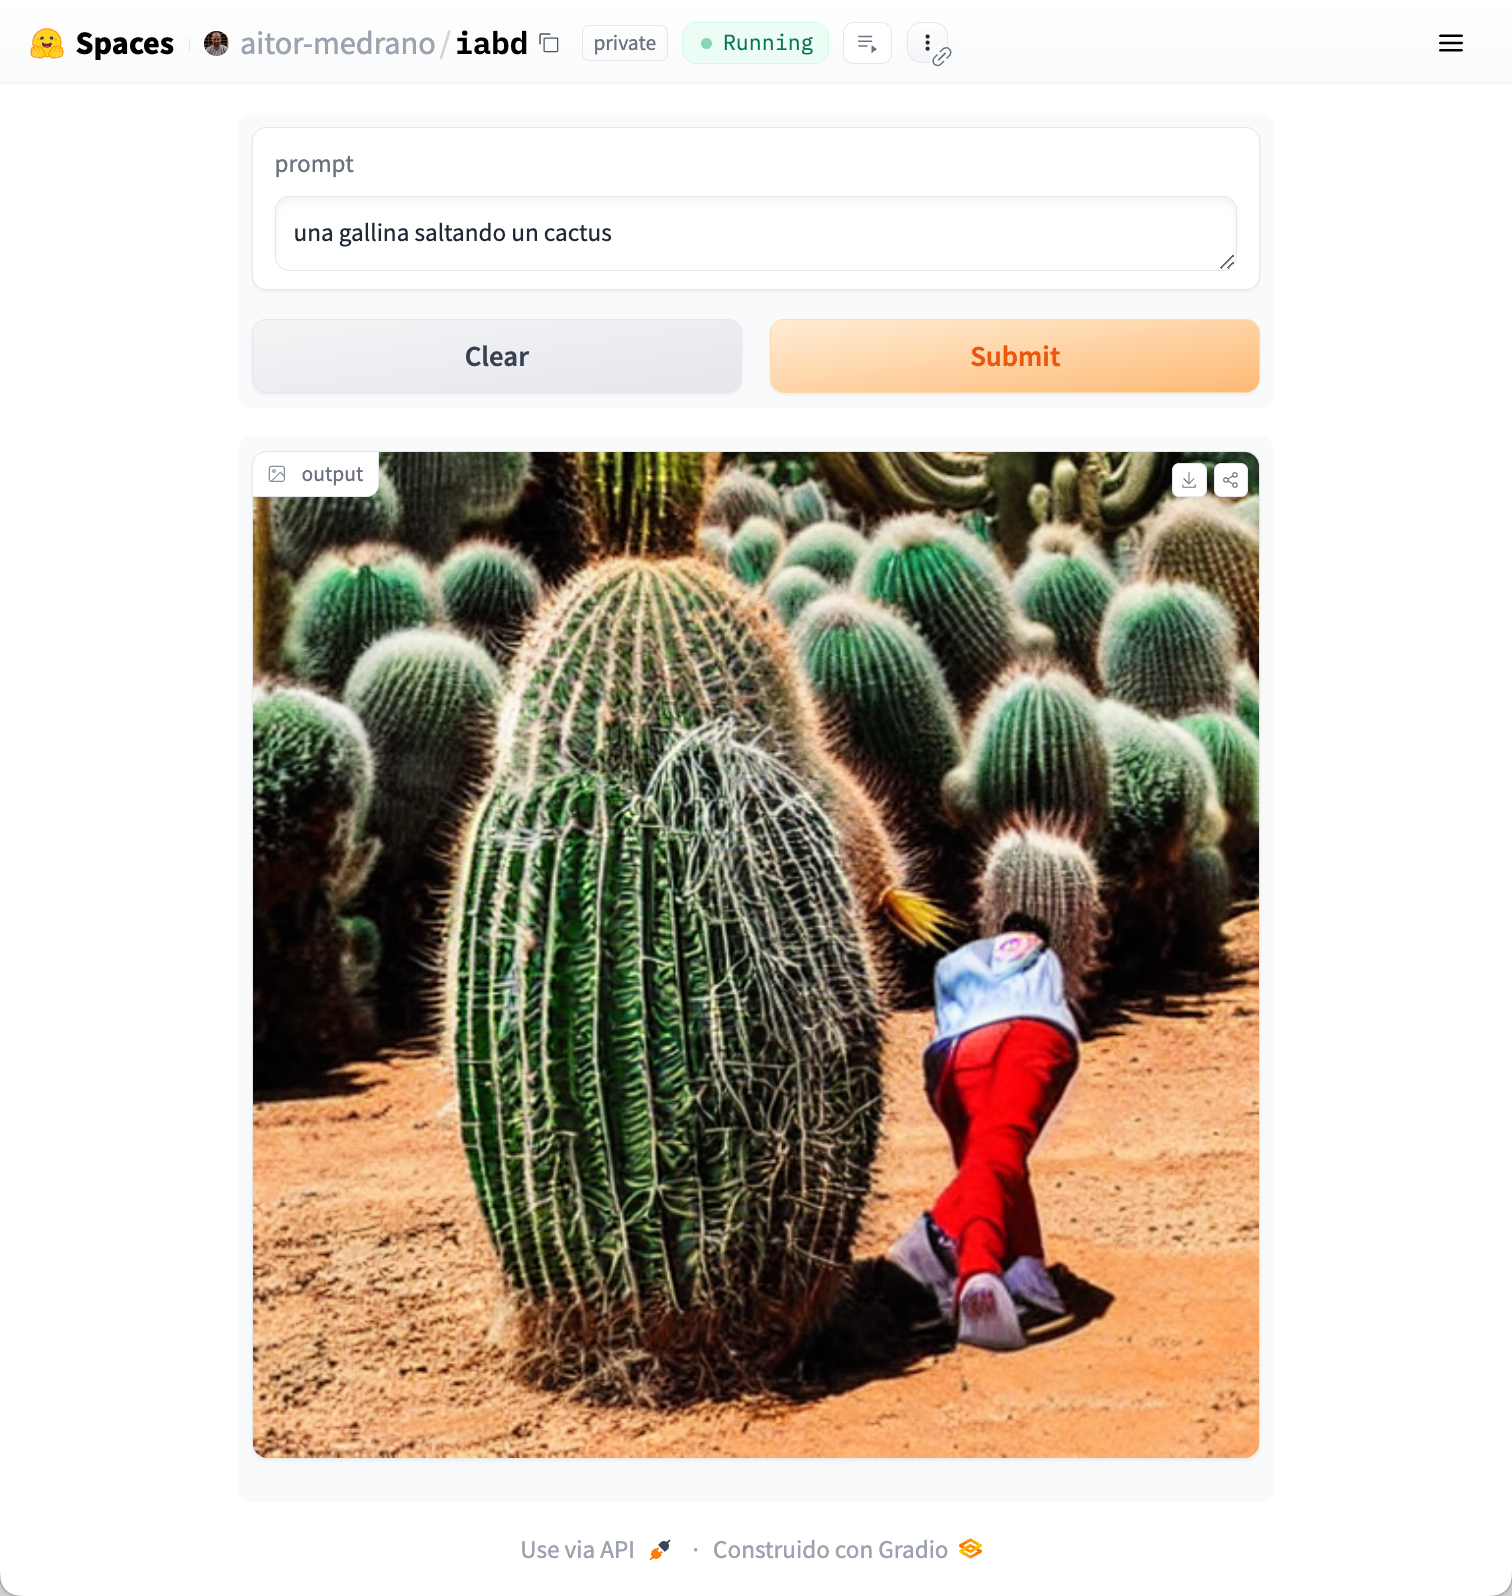 Spaces aitor-medrano/iabd private Running
prompt
una gallina saltando un cactus
Clear Submit
output
Use via API · Construido con Gradio